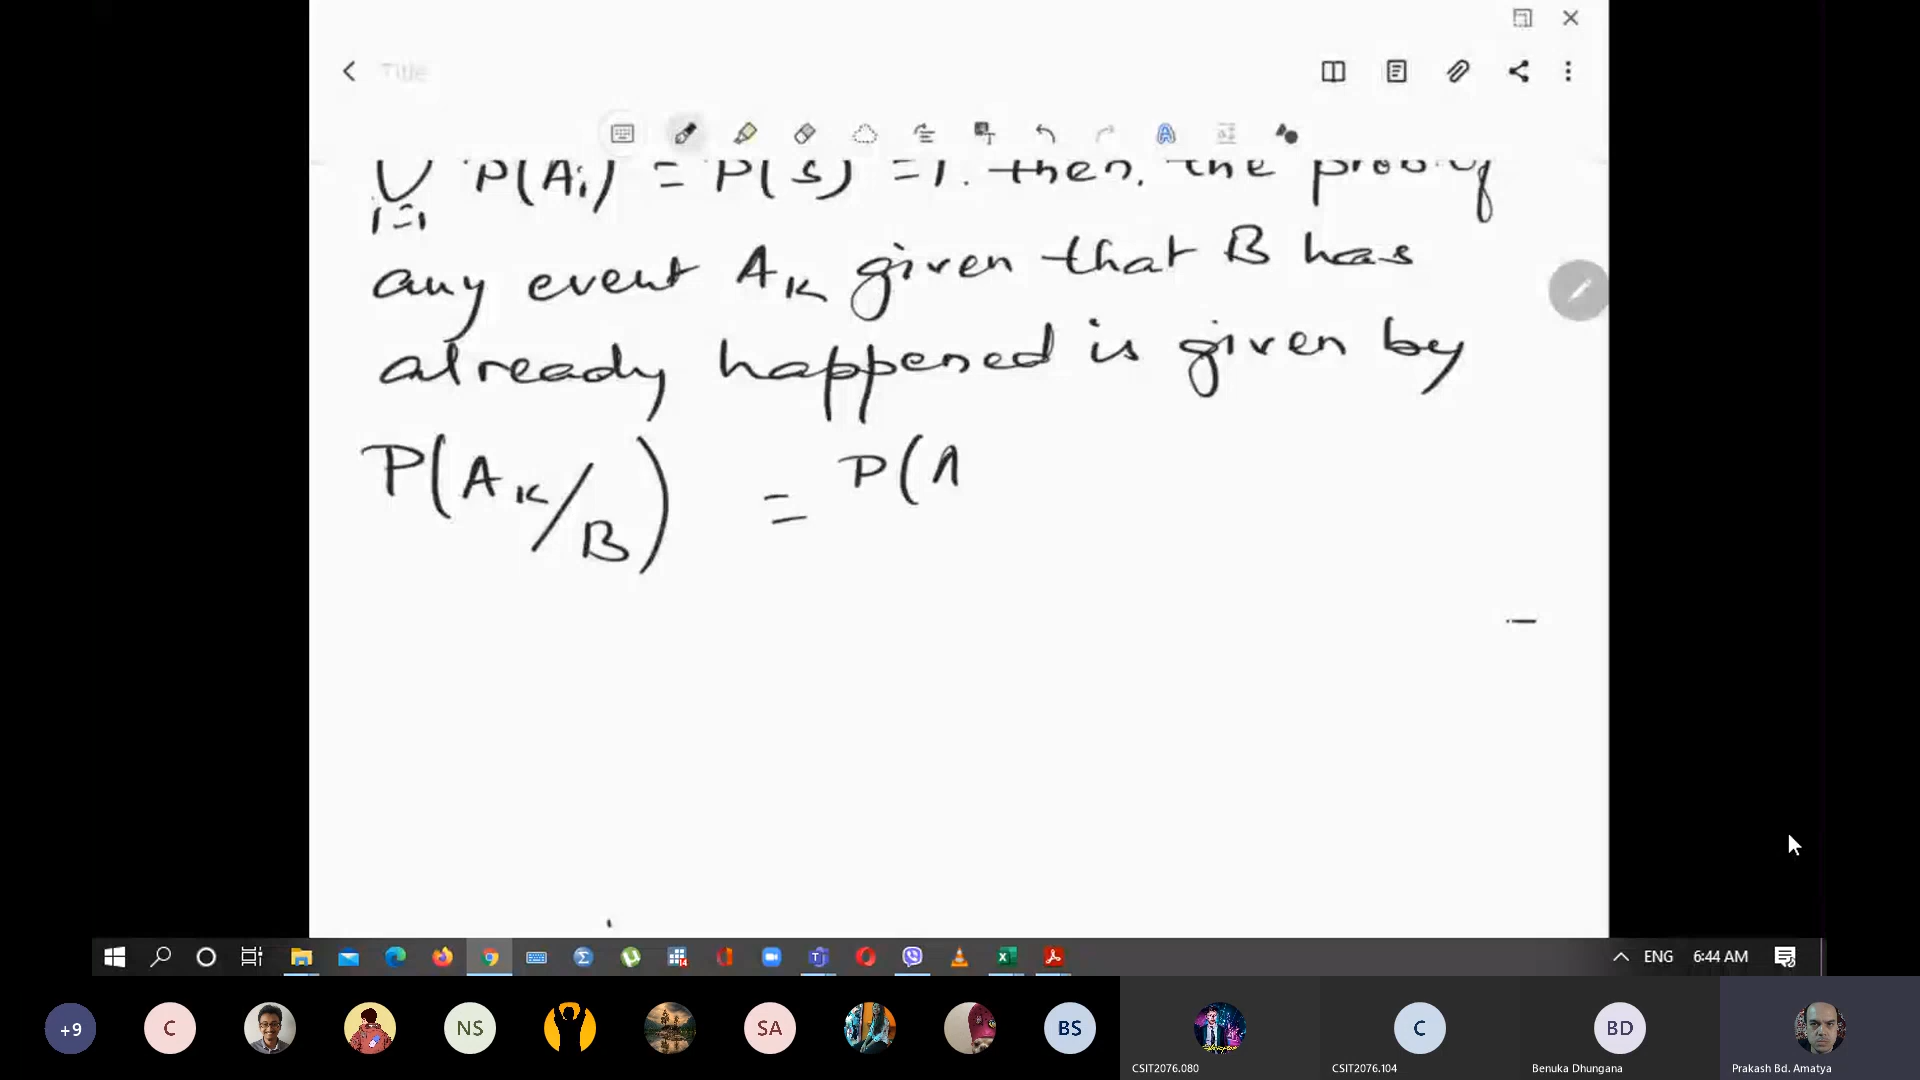 Title
⋃ P(Ai) = P(S) = 1. then, the prob. of
i=1
any event AK given that B has
already happened is given by
P(AK/B) = P(A
ENG 6:44 AM
+9 C NS SA BS C BD
CSIT2076.080 CSIT2076.104 Benuka Dhungana Prakash Bd. Amatya